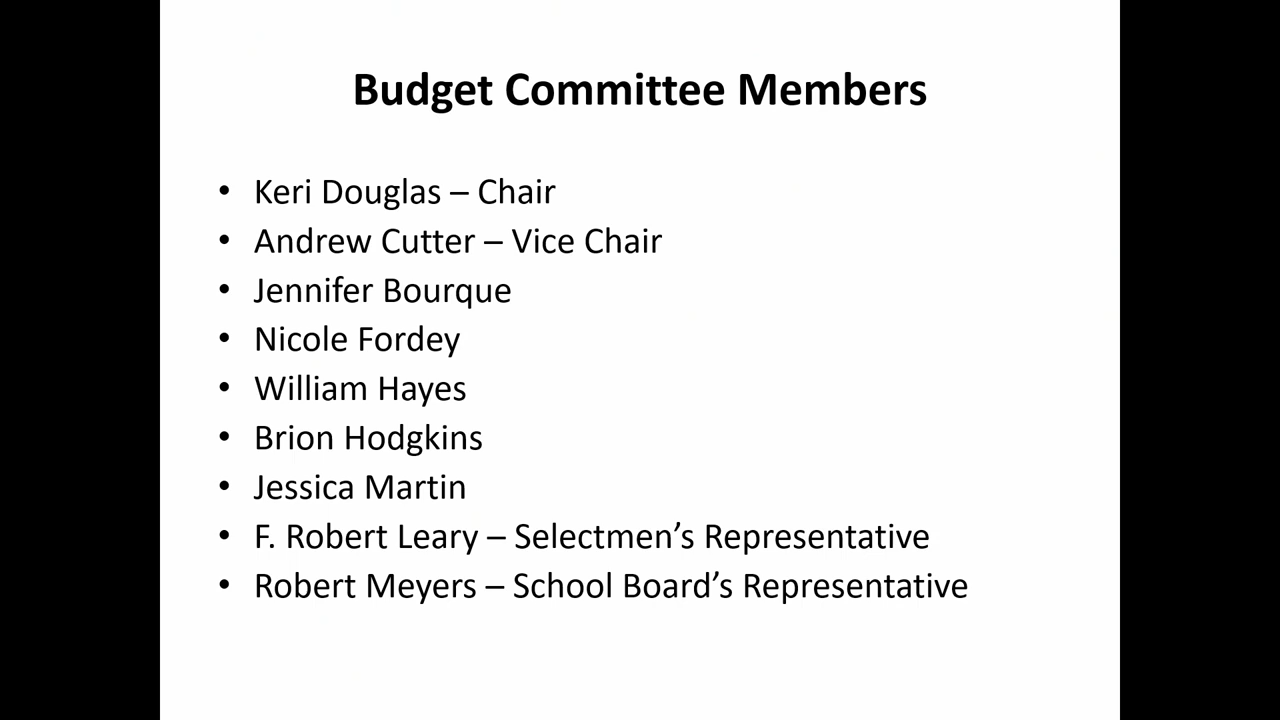 Budget Committee Members
• Keri Douglas – Chair
• Andrew Cutter – Vice Chair
• Jennifer Bourque
• Nicole Fordey
• William Hayes
• Brion Hodgkins
• Jessica Martin
• F. Robert Leary – Selectmen’s Representative
• Robert Meyers – School Board’s Representative